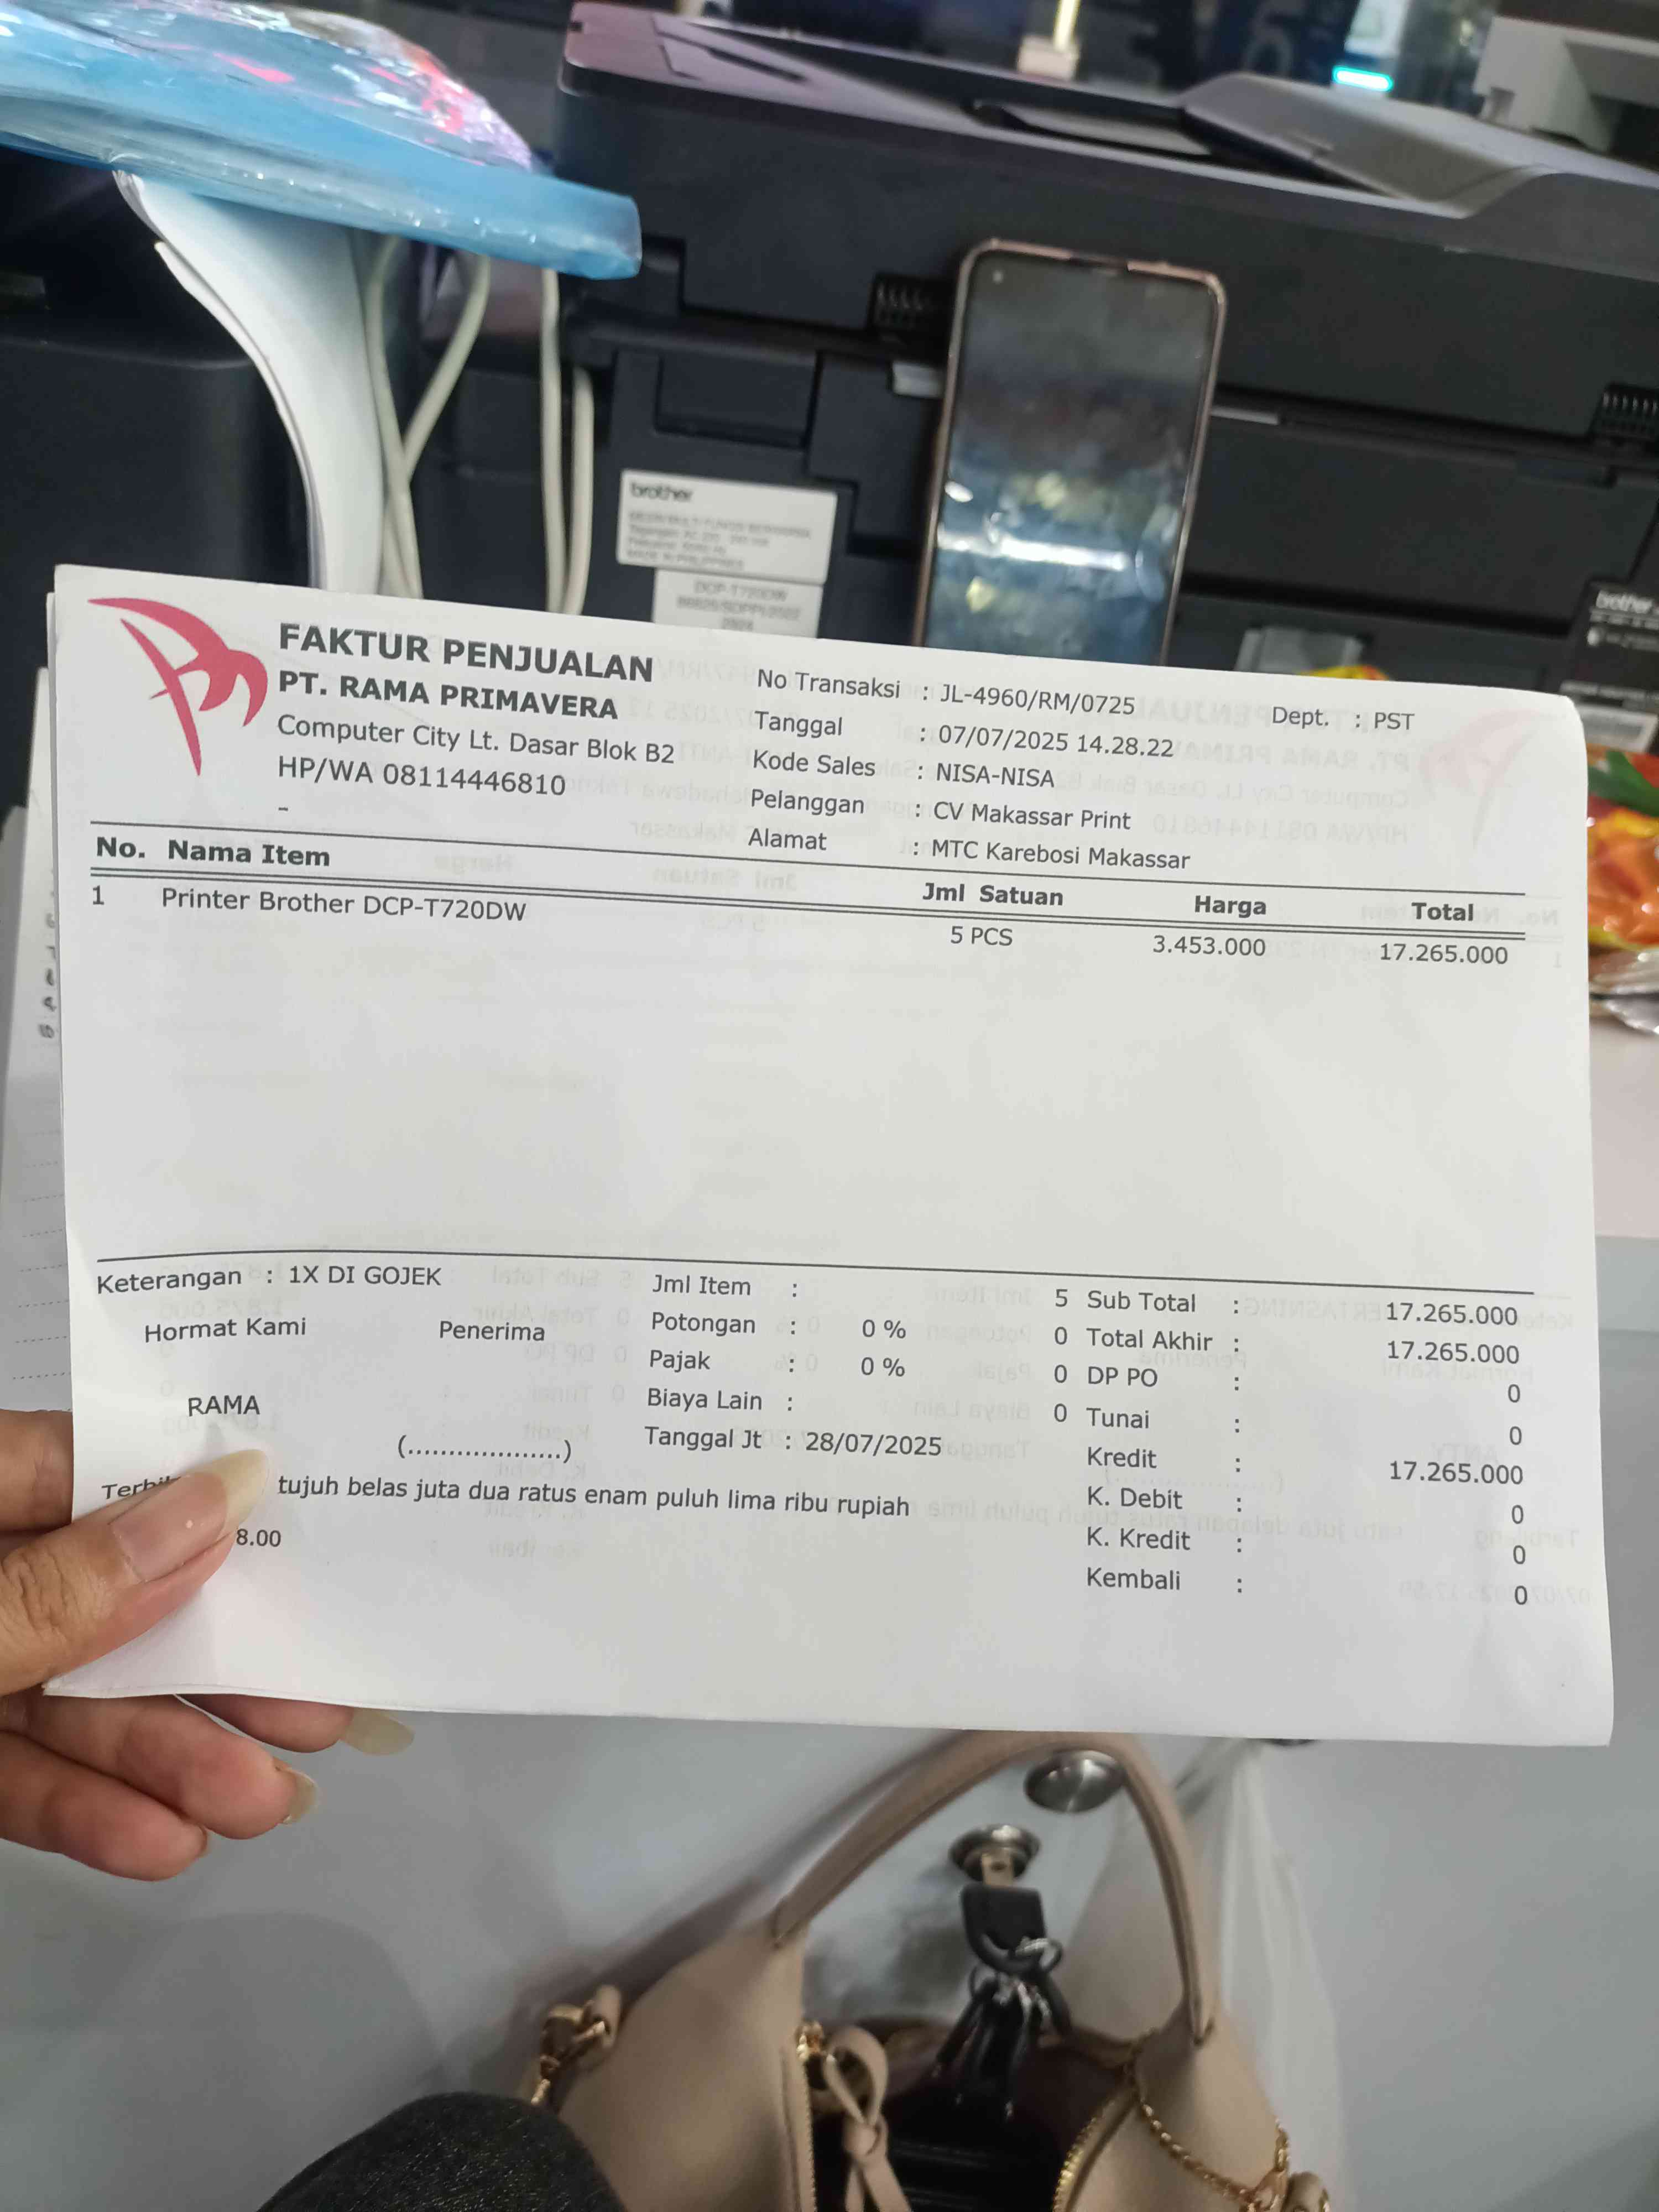 brother
DCP-T720DW
brother
FAKTUR PENJUALAN
PT. RAMA PRIMAVERA
Computer City Lt. Dasar Blok B2
HP/WA 08114446810
-
No Transaksi : JL-4960/RM/0725
Tanggal : 07/07/2025 14.28.22
Kode Sales : NISA-NISA
Pelanggan : CV Makassar Print
Alamat : MTC Karebosi Makassar
Dept. : PST
No. Nama Item Jml Satuan Harga Total
1 Printer Brother DCP-T720DW 5 PCS 3.453.000 17.265.000
Keterangan : 1X DI GOJEK
Hormat Kami Penerima
RAMA
(...................)
Jml Item : 5
Potongan : 0 % 0
Pajak : 0 % 0
Biaya Lain : 0
Tanggal Jt : 28/07/2025
Sub Total : 17.265.000
Total Akhir : 17.265.000
DP PO : 0
Tunai : 0
Kredit : 17.265.000
K. Debit : 0
K. Kredit : 0
Kembali : 0
tujuh belas juta dua ratus enam puluh lima ribu rupiah
8.00